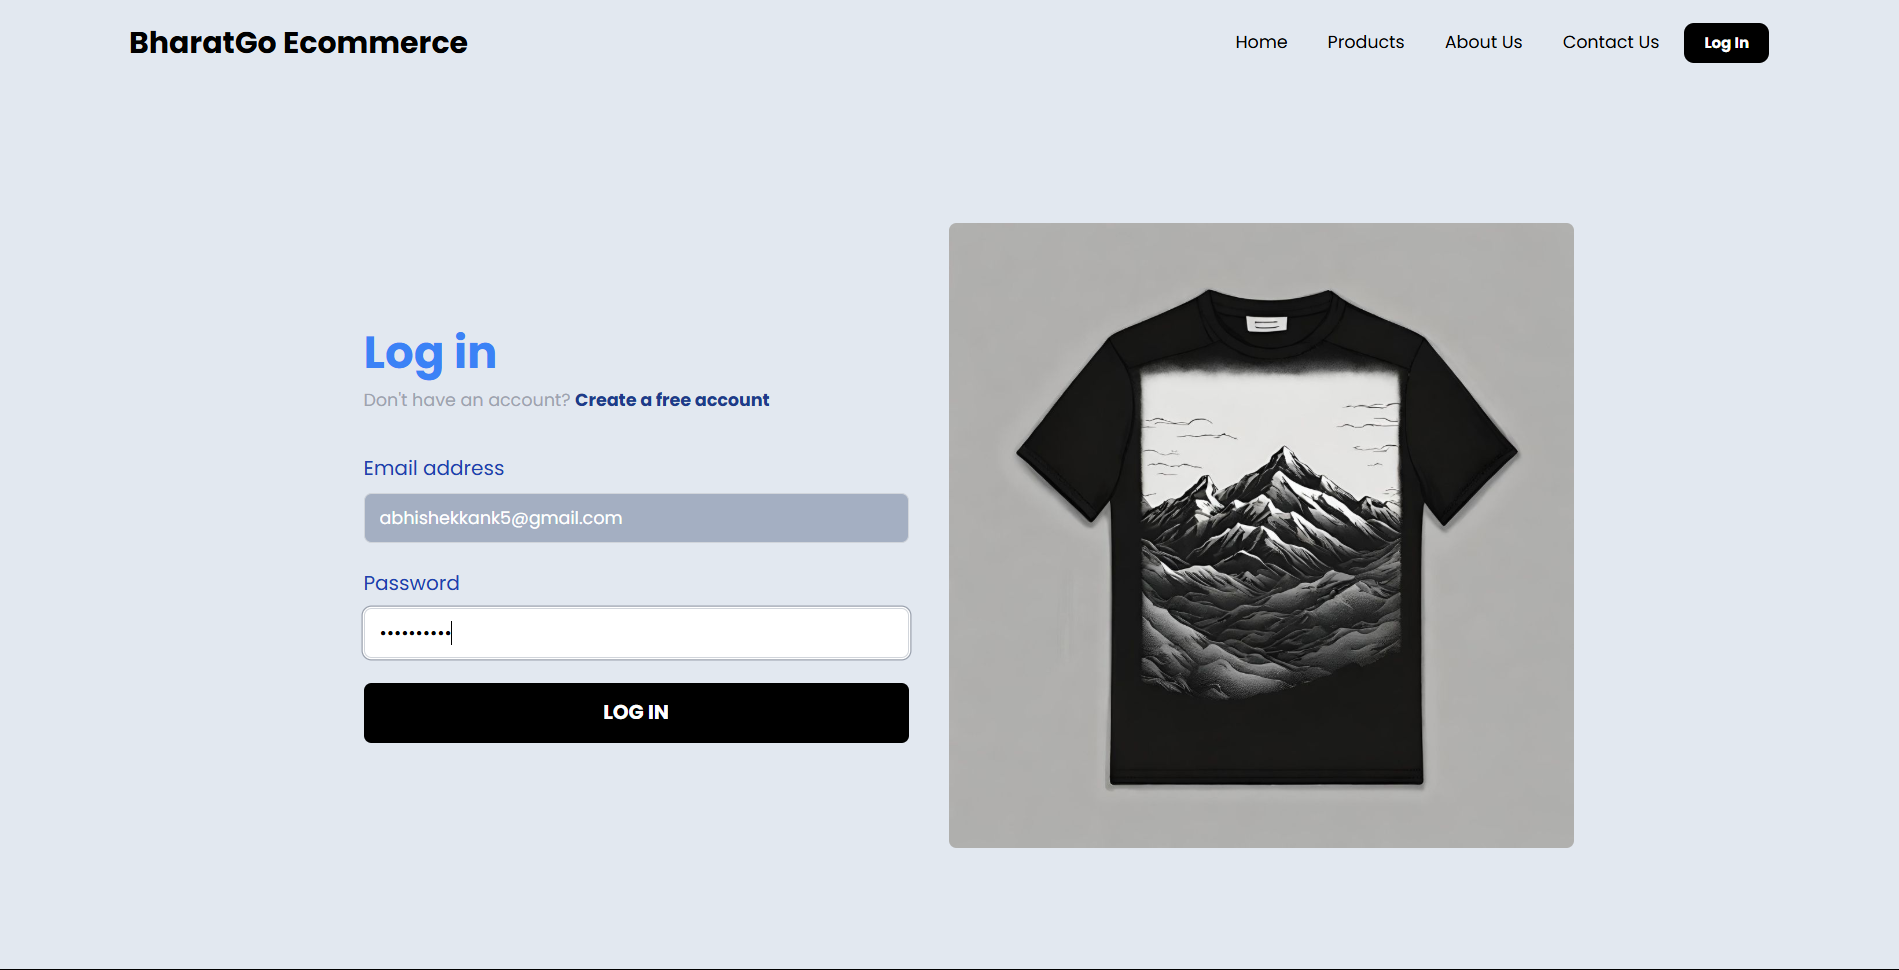 BharatGo Ecommerce
Home
Products
About Us
Contact Us
Log In
Log in
Don't have an account? Create a free account
Email address
abhishekkank5@gmail.com
Password
••••••••••
LOG IN